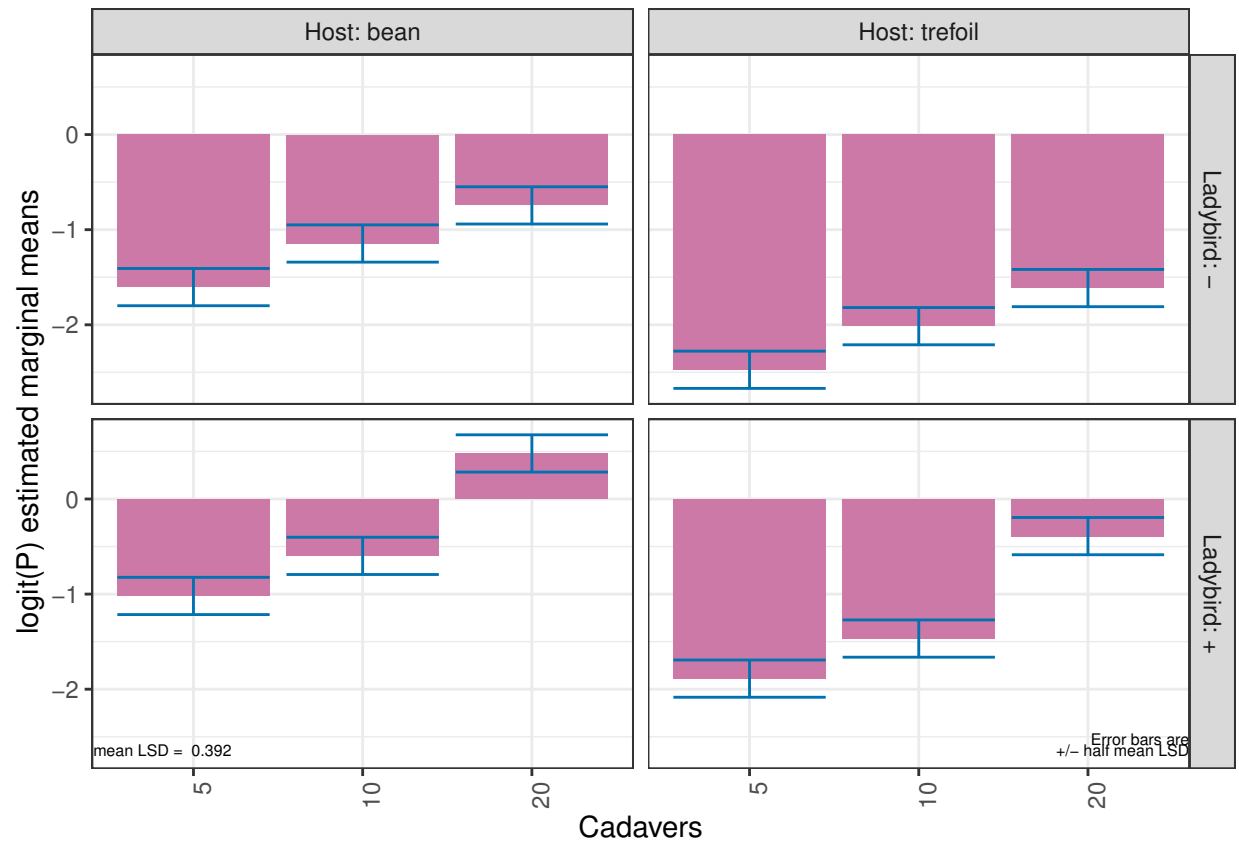 Host: bean
Host: trefoil
logit(P) estimated marginal means
0
−1
−2
Ladybird: −
0
−1
−2
Ladybird: +
mean LSD = 0.392
Error bars are
+/− half mean LSD
5
10
20
5
10
20
Cadavers